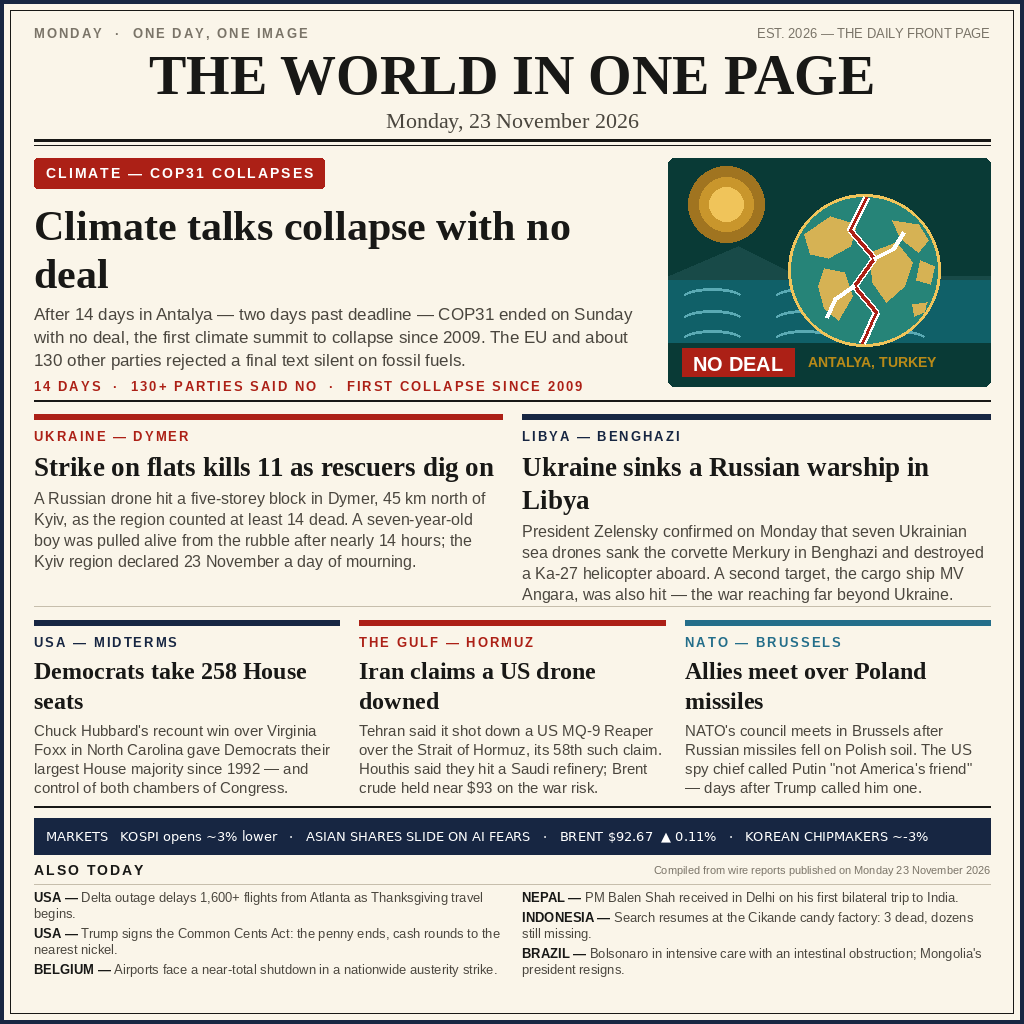 MONDAY · ONE DAY, ONE IMAGE
EST. 2026 — THE DAILY FRONT PAGE
THE WORLD IN ONE PAGE
Monday, 23 November 2026
CLIMATE — COP31 COLLAPSES
Climate talks collapse with no
deal
After 14 days in Antalya — two days past deadline — COP31 ended on Sunday
with no deal, the first climate summit to collapse since 2009. The EU and about
130 other parties rejected a final text silent on fossil fuels.
14 DAYS · 130+ PARTIES SAID NO · FIRST COLLAPSE SINCE 2009
NO DEAL
ANTALYA, TURKEY
UKRAINE — DYMER
Strike on flats kills 11 as rescuers dig on
A Russian drone hit a five-storey block in Dymer, 45 km north of
Kyiv, as the region counted at least 14 dead. A seven-year-old
boy was pulled alive from the rubble after nearly 14 hours; the
Kyiv region declared 23 November a day of mourning.
LIBYA — BENGHAZI
Ukraine sinks a Russian warship in
Libya
President Zelensky confirmed on Monday that seven Ukrainian
sea drones sank the corvette Merkury in Benghazi and destroyed
a Ka-27 helicopter aboard. A second target, the cargo ship MV
Angara, was also hit — the war reaching far beyond Ukraine.
USA — MIDTERMS
Democrats take 258 House
seats
Chuck Hubbard's recount win over Virginia
Foxx in North Carolina gave Democrats their
largest House majority since 1992 — and
control of both chambers of Congress.
THE GULF — HORMUZ
Iran claims a US drone
downed
Tehran said it shot down a US MQ-9 Reaper
over the Strait of Hormuz, its 58th such claim.
Houthis said they hit a Saudi refinery; Brent
crude held near $93 on the war risk.
NATO — BRUSSELS
Allies meet over Poland
missiles
NATO's council meets in Brussels after
Russian missiles fell on Polish soil. The US
spy chief called Putin "not America's friend"
— days after Trump called him one.
MARKETS KOSPI opens ~3% lower · ASIAN SHARES SLIDE ON AI FEARS · BRENT $92.67 ▲ 0.11% · KOREAN CHIPMAKERS ~-3%
ALSO TODAY
Compiled from wire reports published on Monday 23 November 2026
USA — Delta outage delays 1,600+ flights from Atlanta as Thanksgiving travel
begins.
USA — Trump signs the Common Cents Act: the penny ends, cash rounds to the
nearest nickel.
BELGIUM — Airports face a near-total shutdown in a nationwide austerity strike.
NEPAL — PM Balen Shah received in Delhi on his first bilateral trip to India.
INDONESIA — Search resumes at the Cikande candy factory: 3 dead, dozens
still missing.
BRAZIL — Bolsonaro in intensive care with an intestinal obstruction; Mongolia's
president resigns.